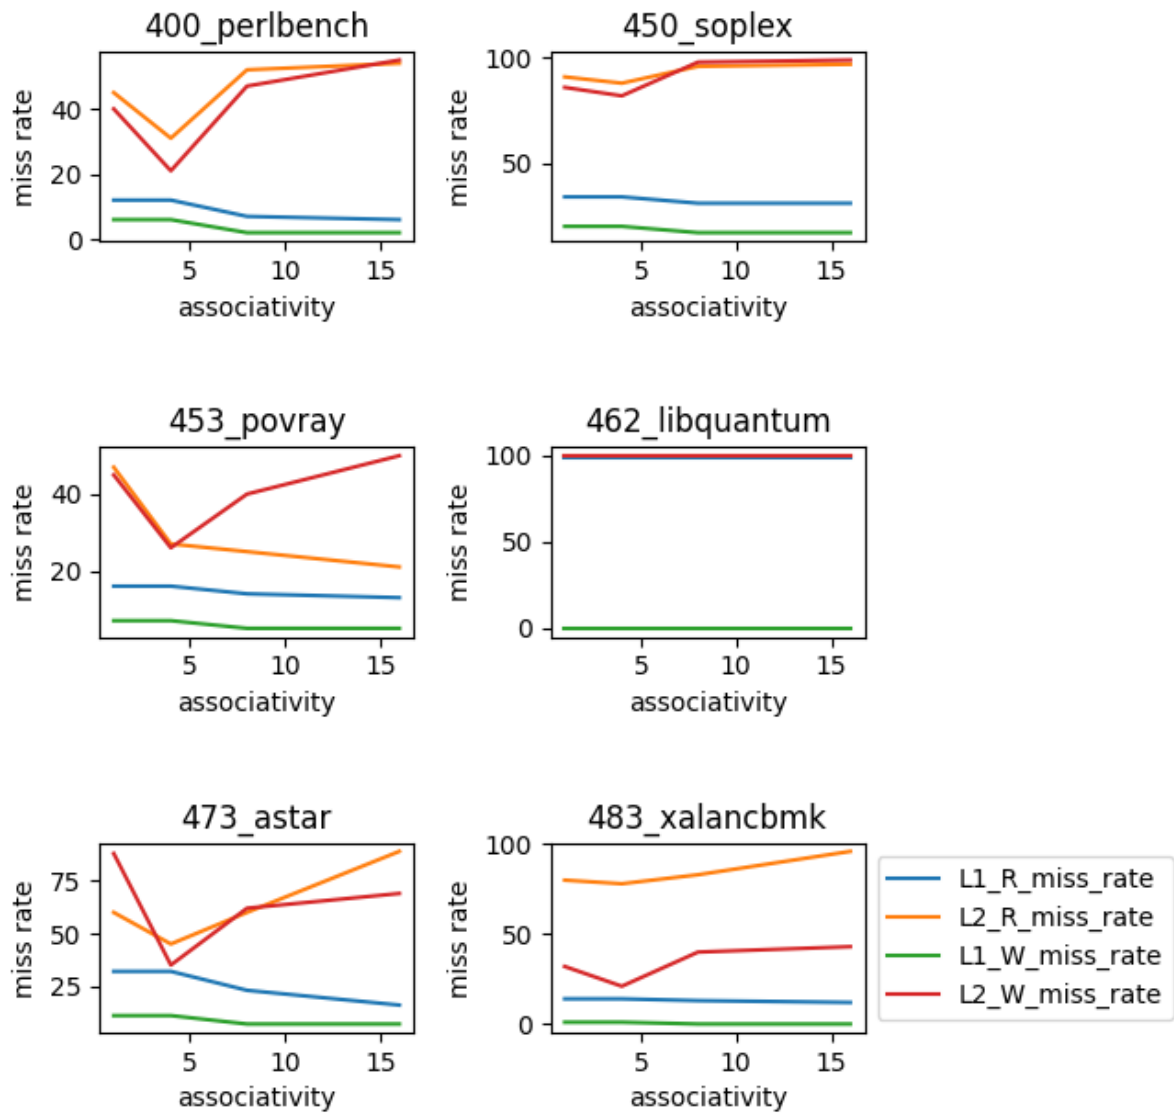 400_perlbench
miss rate
40
20
0
5 10 15
associativity
450_soplex
miss rate
100
50
5 10 15
associativity
453_povray
miss rate
40
20
5 10 15
associativity
462_libquantum
miss rate
100
50
0
5 10 15
associativity
473_astar
miss rate
75
50
25
5 10 15
associativity
483_xalancbmk
miss rate
100
50
0
5 10 15
associativity
L1_R_miss_rate
L2_R_miss_rate
L1_W_miss_rate
L2_W_miss_rate